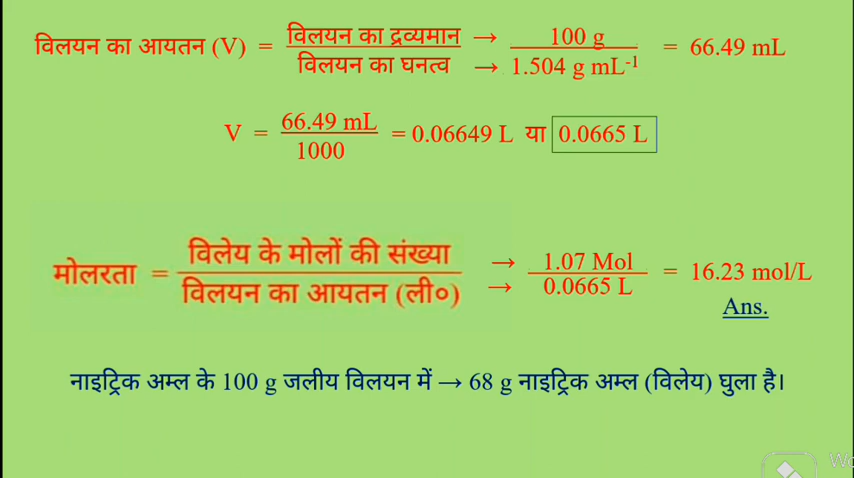 विलयन का आयतन (V) = विलयन का द्रव्यमान → 100 g = 66.49 mL
विलयन का घनत्व → 1.504 g mL-1
V = 66.49 mL = 0.06649 L या 0.0665 L
1000
मोलरता = विलेय के मोलों की संख्या → 1.07 Mol = 16.23 mol/L
विलयन का आयतन (ली०) → 0.0665 L
Ans.
नाइट्रिक अम्ल के 100 g जलीय विलयन में → 68 g नाइट्रिक अम्ल (विलेय) घुला है।